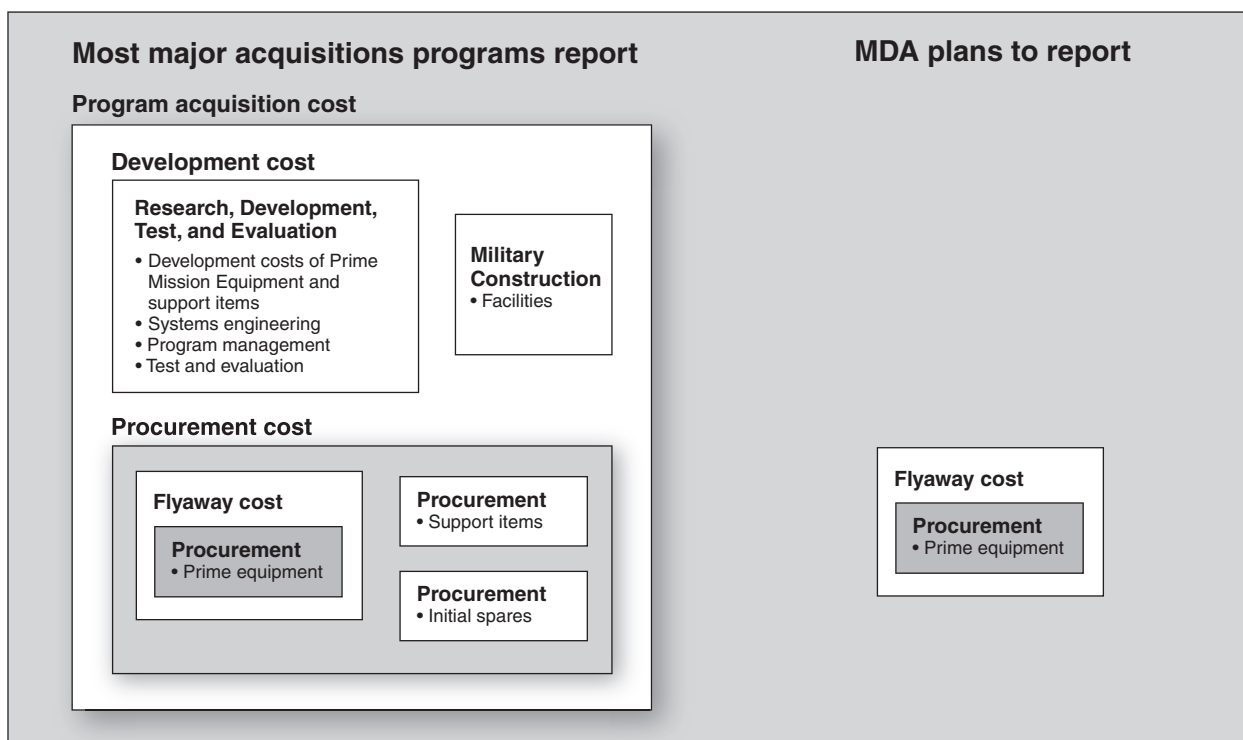 Most major acquisitions programs report
MDA plans to report
Program acquisition cost
Development cost
Research, Development,
Test, and Evaluation
• Development costs of Prime
Mission Equipment and
support items
• Systems engineering
• Program management
• Test and evaluation
Military
Construction
• Facilities
Procurement cost
Flyaway cost
Procurement
• Prime equipment
Procurement
• Support items
Procurement
• Initial spares
Flyaway cost
Procurement
• Prime equipment